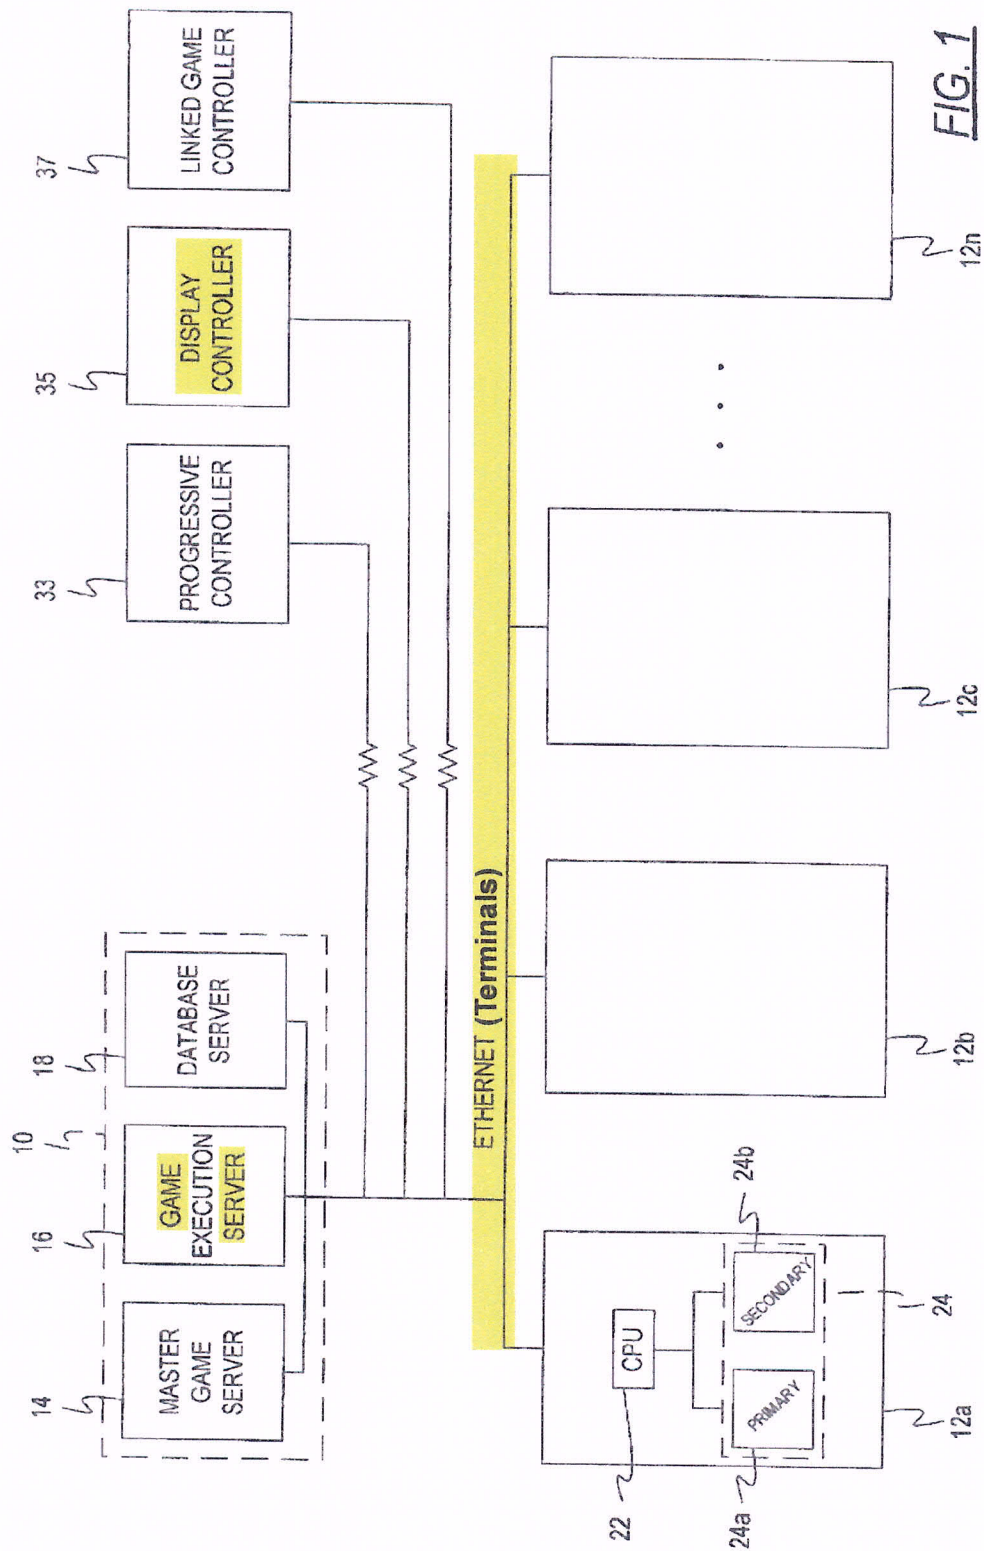 10
14
MASTER
GAME
SERVER
16
GAME
EXECUTION
SERVER
18
DATABASE
SERVER
33
PROGRESSIVE
CONTROLLER
35
DISPLAY
CONTROLLER
37
LINKED GAME
CONTROLLER
ETHERNET (Terminals)
22
CPU
24a
PRIMARY
24b
SECONDARY
24
12a
12b
12c
12n
FIG. 1